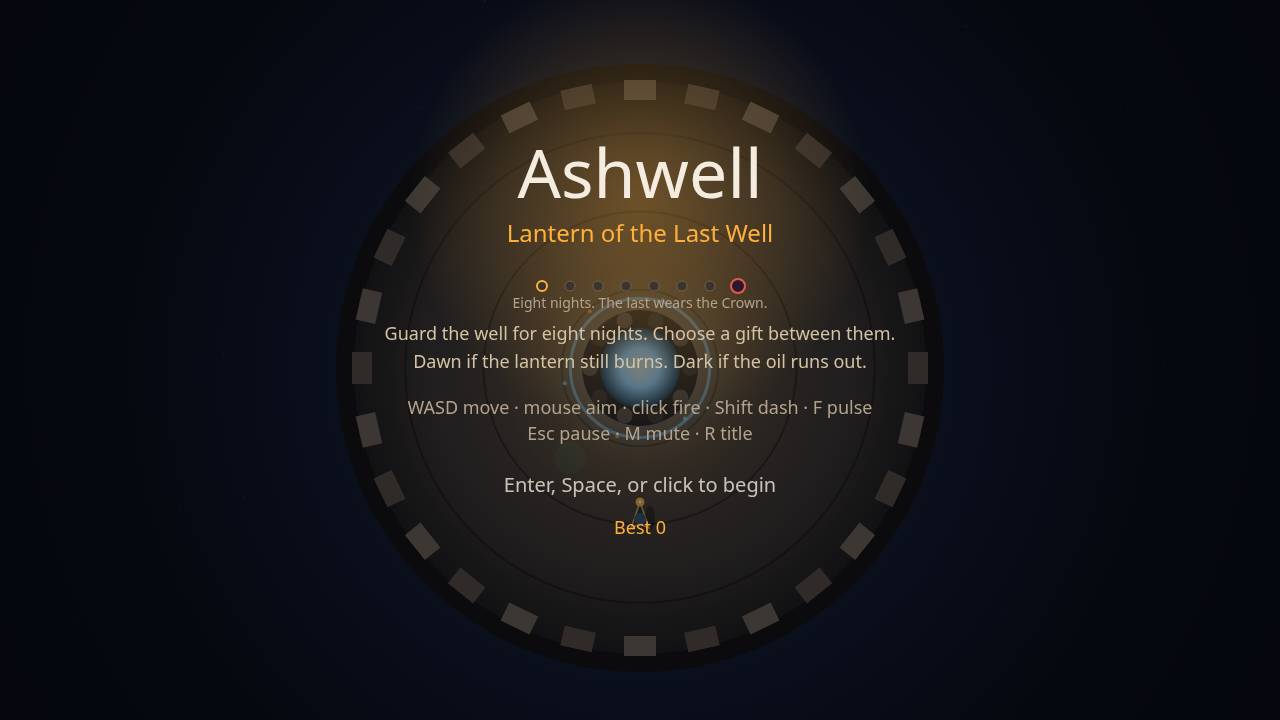 Ashwell
Lantern of the Last Well
Eight nights. The last wears the Crown.
Guard the well for eight nights. Choose a gift between them.
Dawn if the lantern still burns. Dark if the oil runs out.
WASD move · mouse aim · click fire · Shift dash · F pulse
Esc pause · M mute · R title
Enter, Space, or click to begin
Best 0